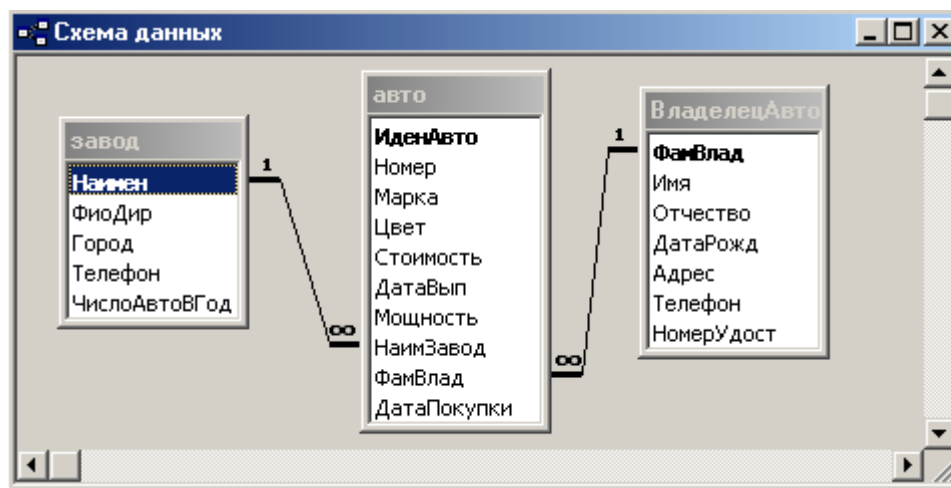 Схема данных
завод
Наимен
ФиоДир
Город
Телефон
ЧислоАвтоВГод
1
∞
авто
ИденАвто
Номер
Марка
Цвет
Стоимость
ДатаВып
Мощность
НаимЗавод
ФамВлад
ДатаПокупки
1
∞
ВладелецАвто
ФамВлад
Имя
Отчество
ДатаРожд
Адрес
Телефон
НомерУдост